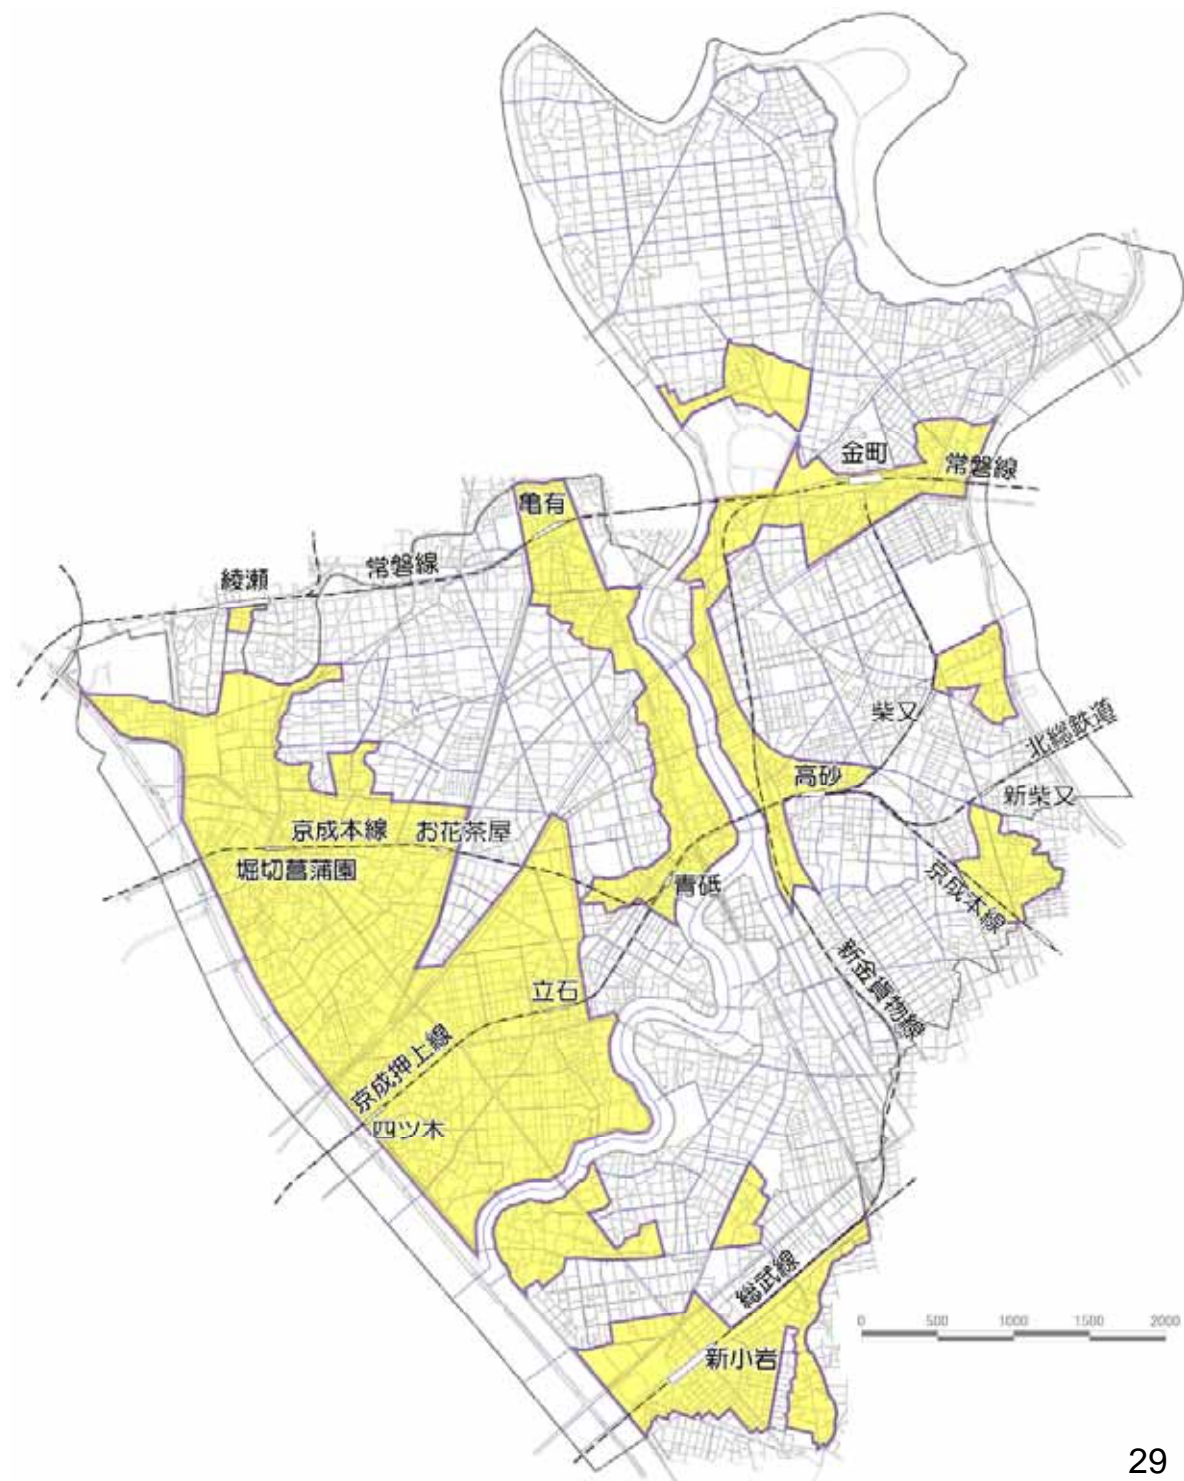 金町
常磐線
亀有
常磐線
綾瀬
柴又
北総鉄道
高砂
新柴又
京成本線
お花茶屋
堀切菖蒲園
青砥
京成本線
新金貨物線
立石
京成押上線
四ツ木
総武線
新小岩
0 500 1000 1500 2000
29